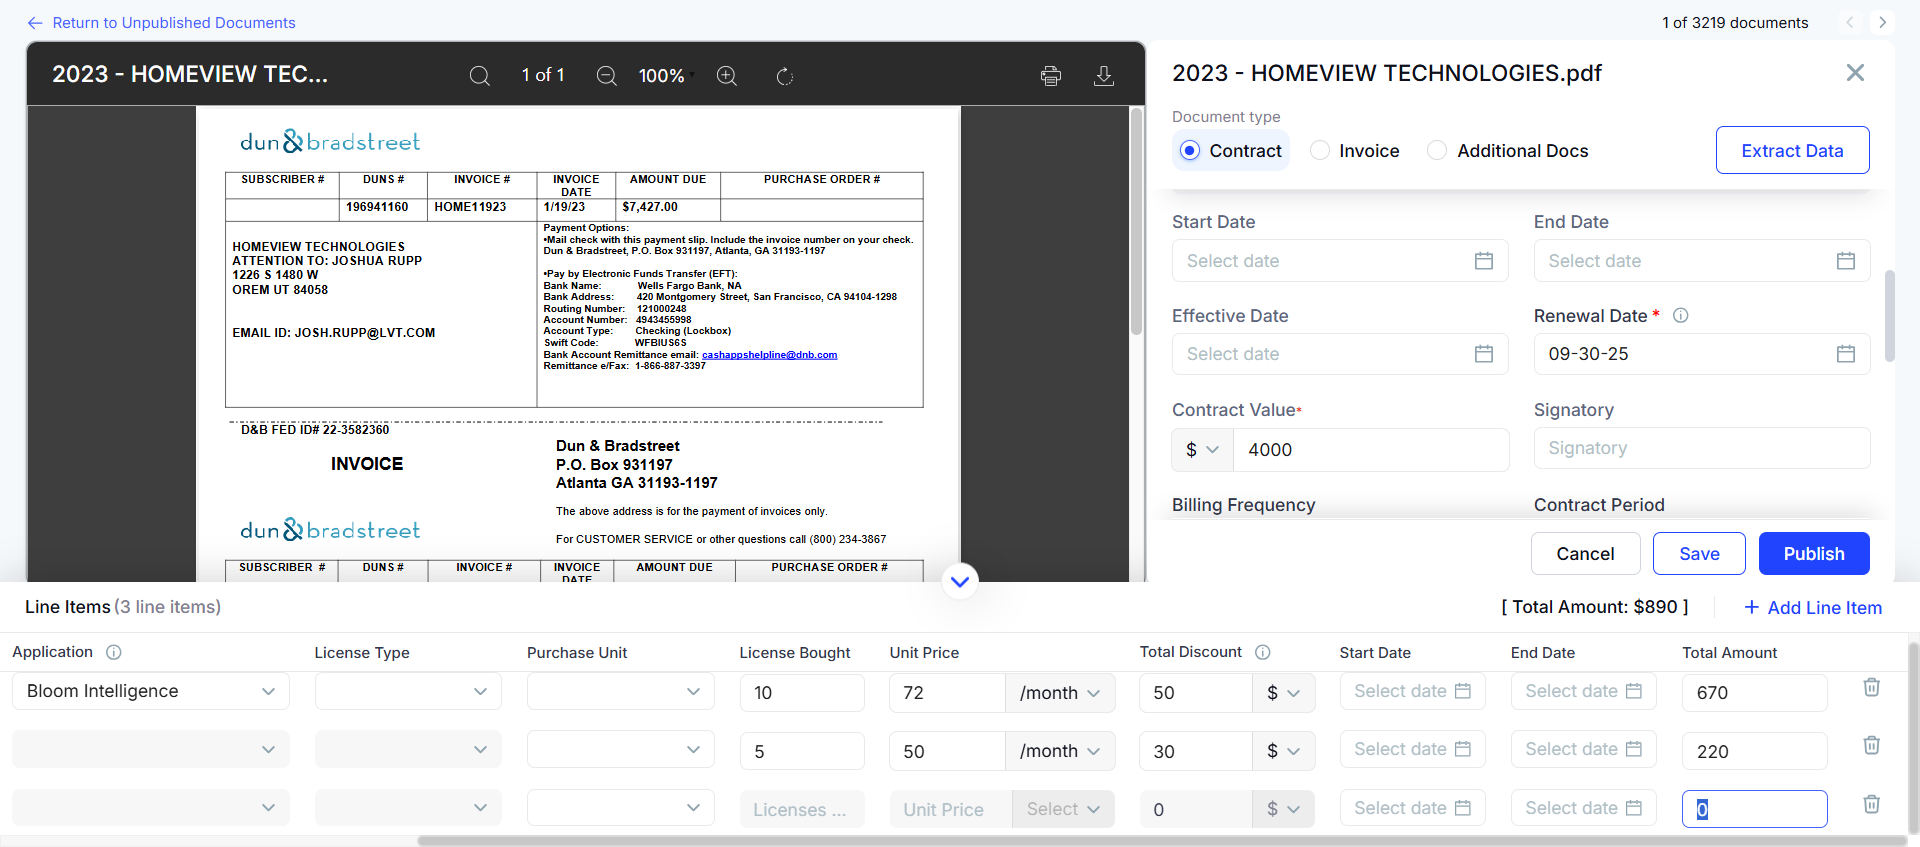 Return to Unpublished Documents
1 of 3219 documents
2023 - HOMEVIEW TEC...
1 of 1
100%
dun&bradstreet
SUBSCRIBER # DUNS # INVOICE # INVOICE DATE AMOUNT DUE PURCHASE ORDER #
196941160 HOME11923 1/19/23 $7,427.00
HOMEVIEW TECHNOLOGIES
ATTENTION TO: JOSHUA RUPP
1226 S 1480 W
OREM UT 84058
EMAIL ID: JOSH.RUPP@LVT.COM
Payment Options:
•Mail check with this payment slip. Include the invoice number on your check.
Dun & Bradstreet, P.O. Box 931197, Atlanta, GA 31193-1197
•Pay by Electronic Funds Transfer (EFT):
Bank Name: Wells Fargo Bank, NA
Bank Address: 420 Montgomery Street, San Francisco, CA 94104-1298
Routing Number: 121000248
Account Number: 4943455998
Account Type: Checking (Lockbox)
Swift Code: WFBIUS6S
Bank Account Remittance email: cashappshelpline@dnb.com
Remittance e/Fax: 1-866-887-3397
D&B FED ID# 22-3582360
INVOICE
Dun & Bradstreet
P.O. Box 931197
Atlanta GA 31193-1197
The above address is for the payment of invoices only.
For CUSTOMER SERVICE or other questions call (800) 234-3867
dun&bradstreet
SUBSCRIBER # DUNS # INVOICE # INVOICE DATE AMOUNT DUE PURCHASE ORDER #
2023 - HOMEVIEW TECHNOLOGIES.pdf
Document type
Contract Invoice Additional Docs
Extract Data
Start Date End Date
Select date Select date
Effective Date Renewal Date *
Select date 09-30-25
Contract Value* Signatory
$ 4000 Signatory
Billing Frequency Contract Period
Cancel Save Publish
Line Items (3 line items)
[ Total Amount: $890 ]
+ Add Line Item
Application License Type Purchase Unit License Bought Unit Price Total Discount Start Date End Date Total Amount
Bloom Intelligence 10 72 /month 50 $ Select date Select date 670
5 50 /month 30 $ Select date Select date 220
Licenses ... Unit Price Select 0 $ Select date Select date 0